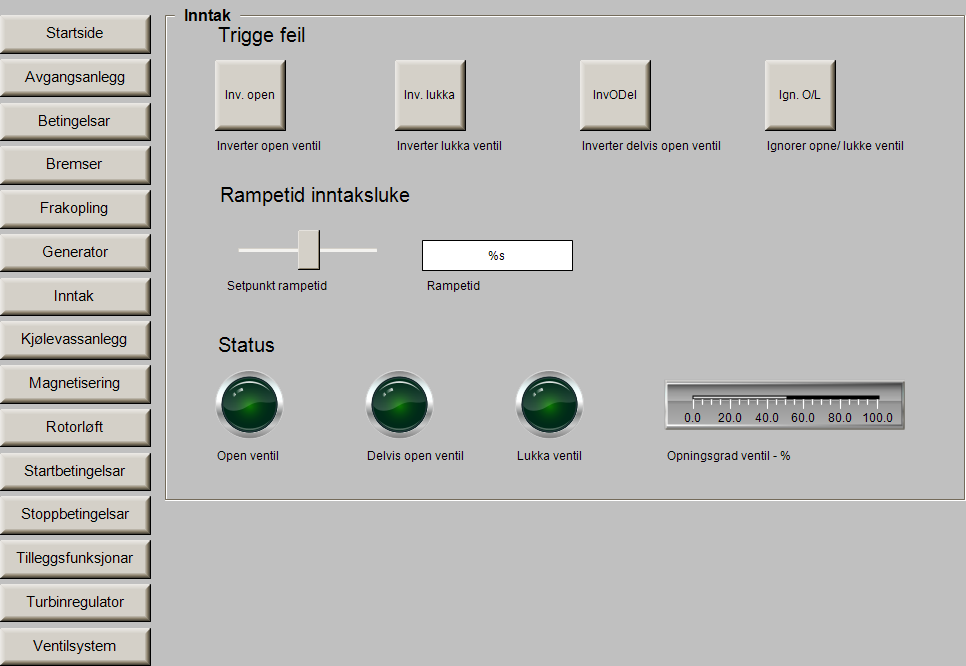 Startside
Avgangsanlegg
Betingelsar
Bremser
Frakopling
Generator
Inntak
Kjølevassanlegg
Magnetisering
Rotorløft
Startbetingelsar
Stoppbetingelsar
Tilleggsfunksjonar
Turbinregulator
Ventilsystem
Inntak
Trigge feil
Inv. open
Inv. lukka
InvODel
Ign. O/L
Inverter open ventil
Inverter lukka ventil
Inverter delvis open ventil
Ignorer opne/ lukke ventil
Rampetid inntaksluke
%s
Setpunkt rampetid
Rampetid
Status
0.0 20.0 40.0 60.0 80.0 100.0
Open ventil
Delvis open ventil
Lukka ventil
Opningsgrad ventil - %